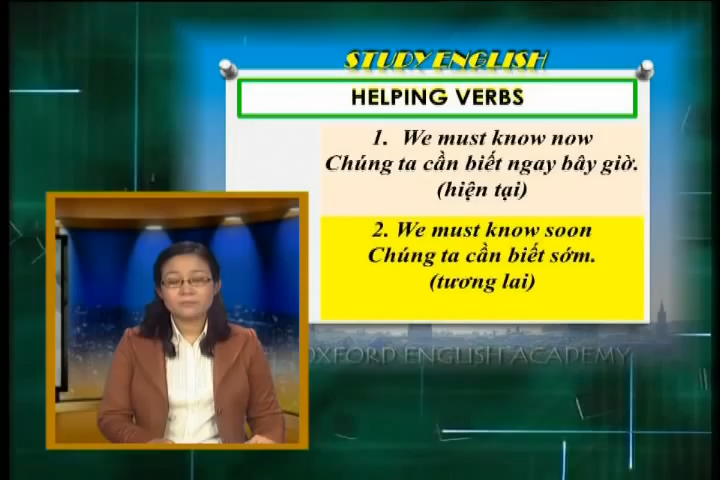 STUDY ENGLISH
HELPING VERBS
1. We must know now
Chúng ta cần biết ngay bây giờ.
(hiện tại)
2. We must know soon
Chúng ta cần biết sớm.
(tương lai)
OXFORD ENGLISH ACADEMY